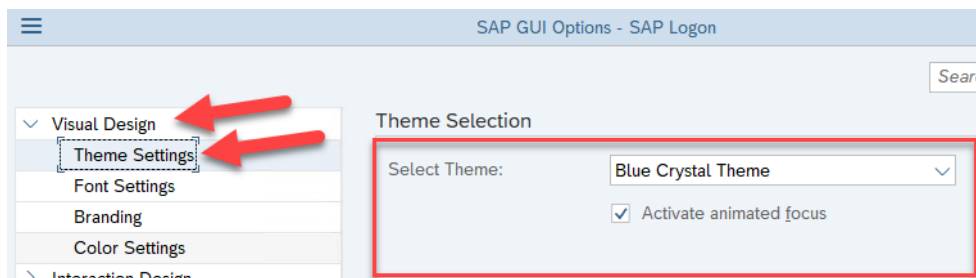 SAP GUI Options - SAP Logon
Visual Design
Theme Settings
Font Settings
Branding
Color Settings
Theme Selection
Select Theme:
Blue Crystal Theme
Activate animated focus